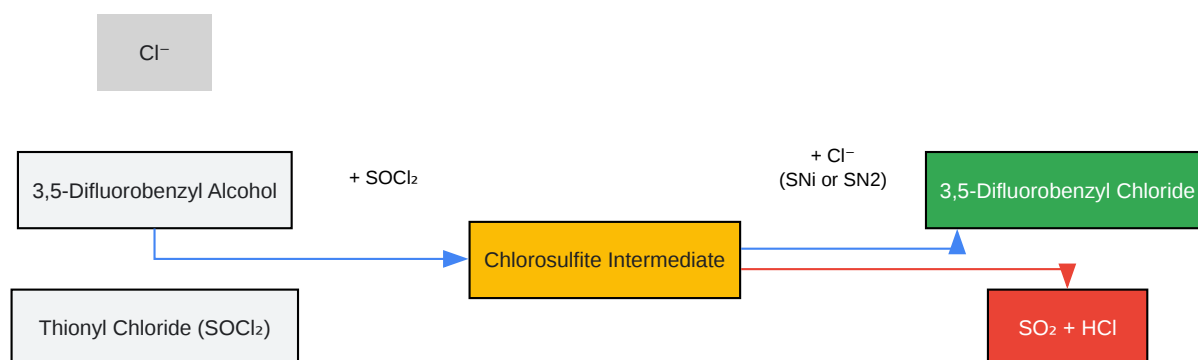 Cl⁻
3,5-Difluorobenzyl Alcohol
+ SOCl₂
+ Cl⁻
(SNi or SN2)
3,5-Difluorobenzyl Chloride
Chlorosulfite Intermediate
Thionyl Chloride (SOCl₂)
SO₂ + HCl